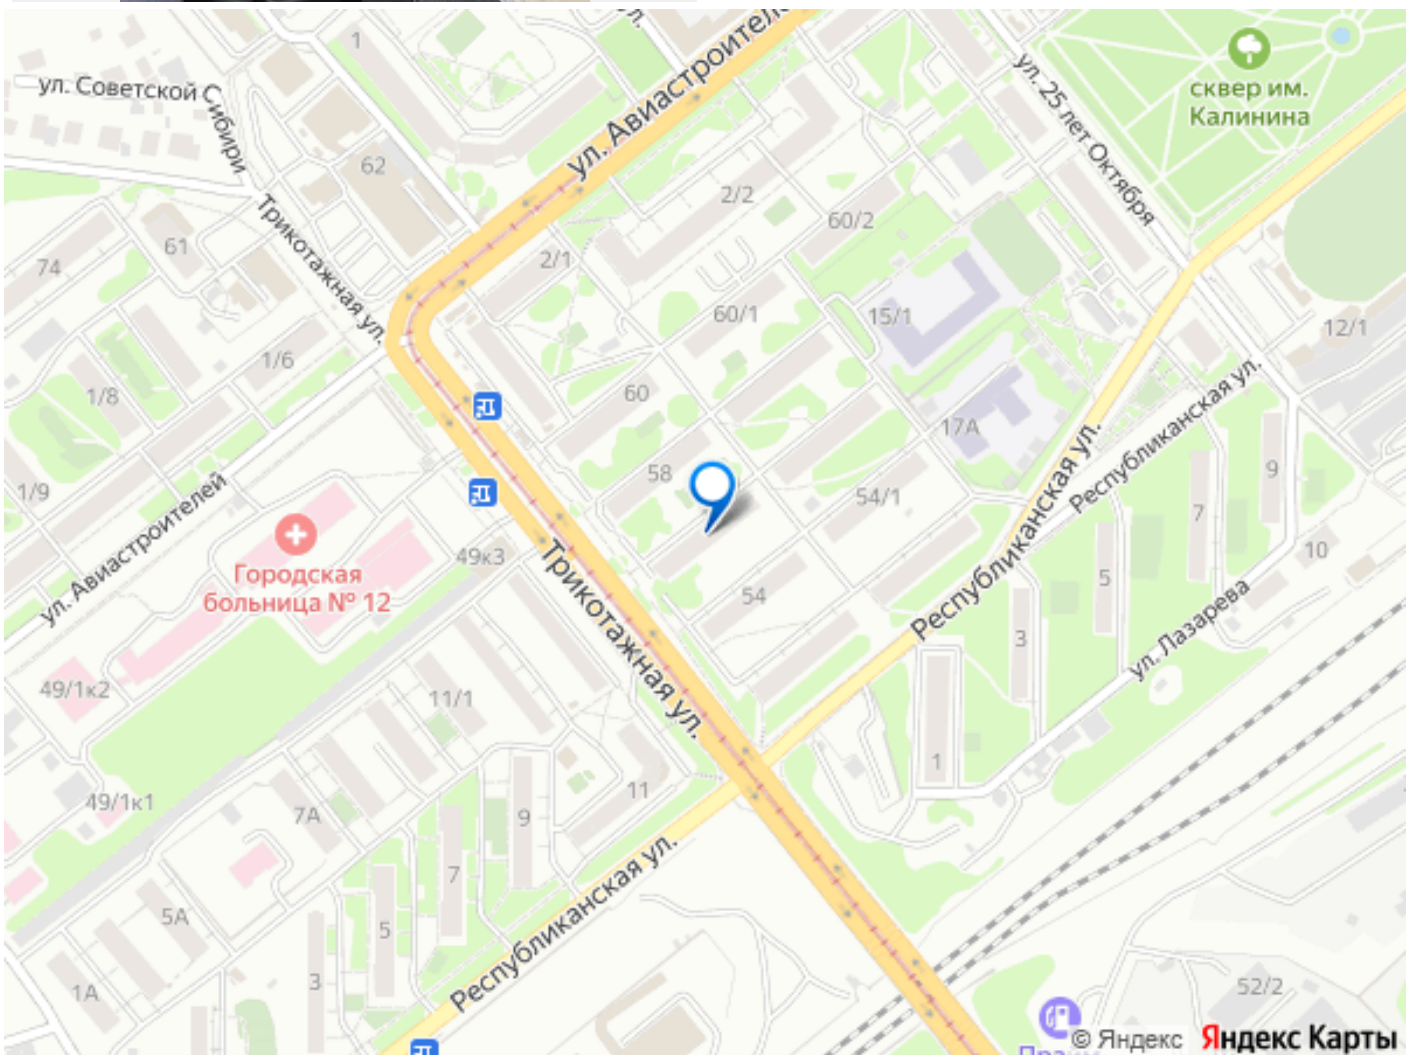 1
ул. Авиастроителе
ул. Советской Сибири
62
Трикотажная ул.
74
61
2/1
2/2
60/2
ул. 25 лет Октября
сквер им.
Калинина
60/1
15/1
12/1
1/6
1/8
1/9
60
58
17А
54/1
Республиканская ул.
Республиканская ул.
9
7
5
3
1
10
ул. Лазарева
ул. Авиастроителей
Городская
больница № 12
49к3
Трикотажная ул.
54
49/1к2
11/1
49/1к1
7А
9
11
7
5А
5
Республиканская ул.
1А
3
52/2
© Яндекс
Яндекс Карты